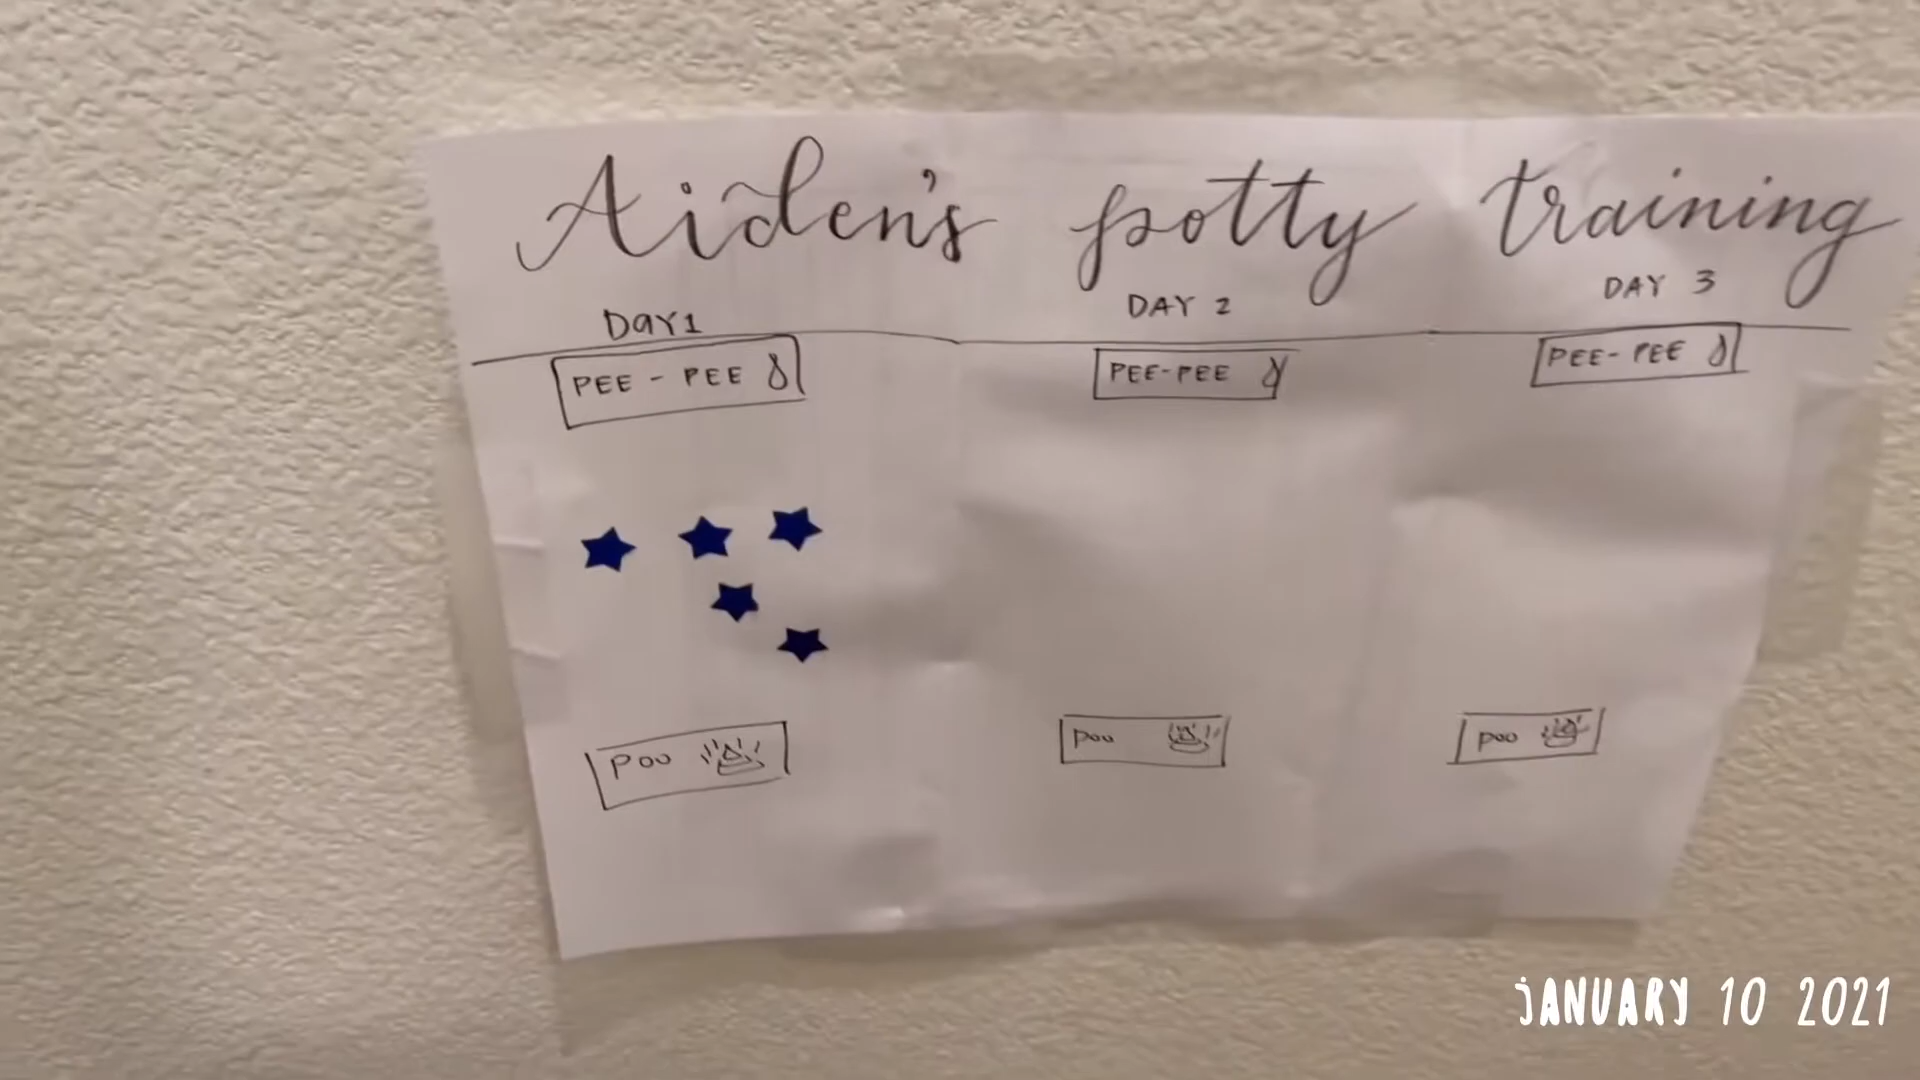 Aiden's potty training
Day1 DAY 2 DAY 3
PEE - PEE PEE-PEE PEE-PEE
Poo Poo Poo
jANUARY 10 2021